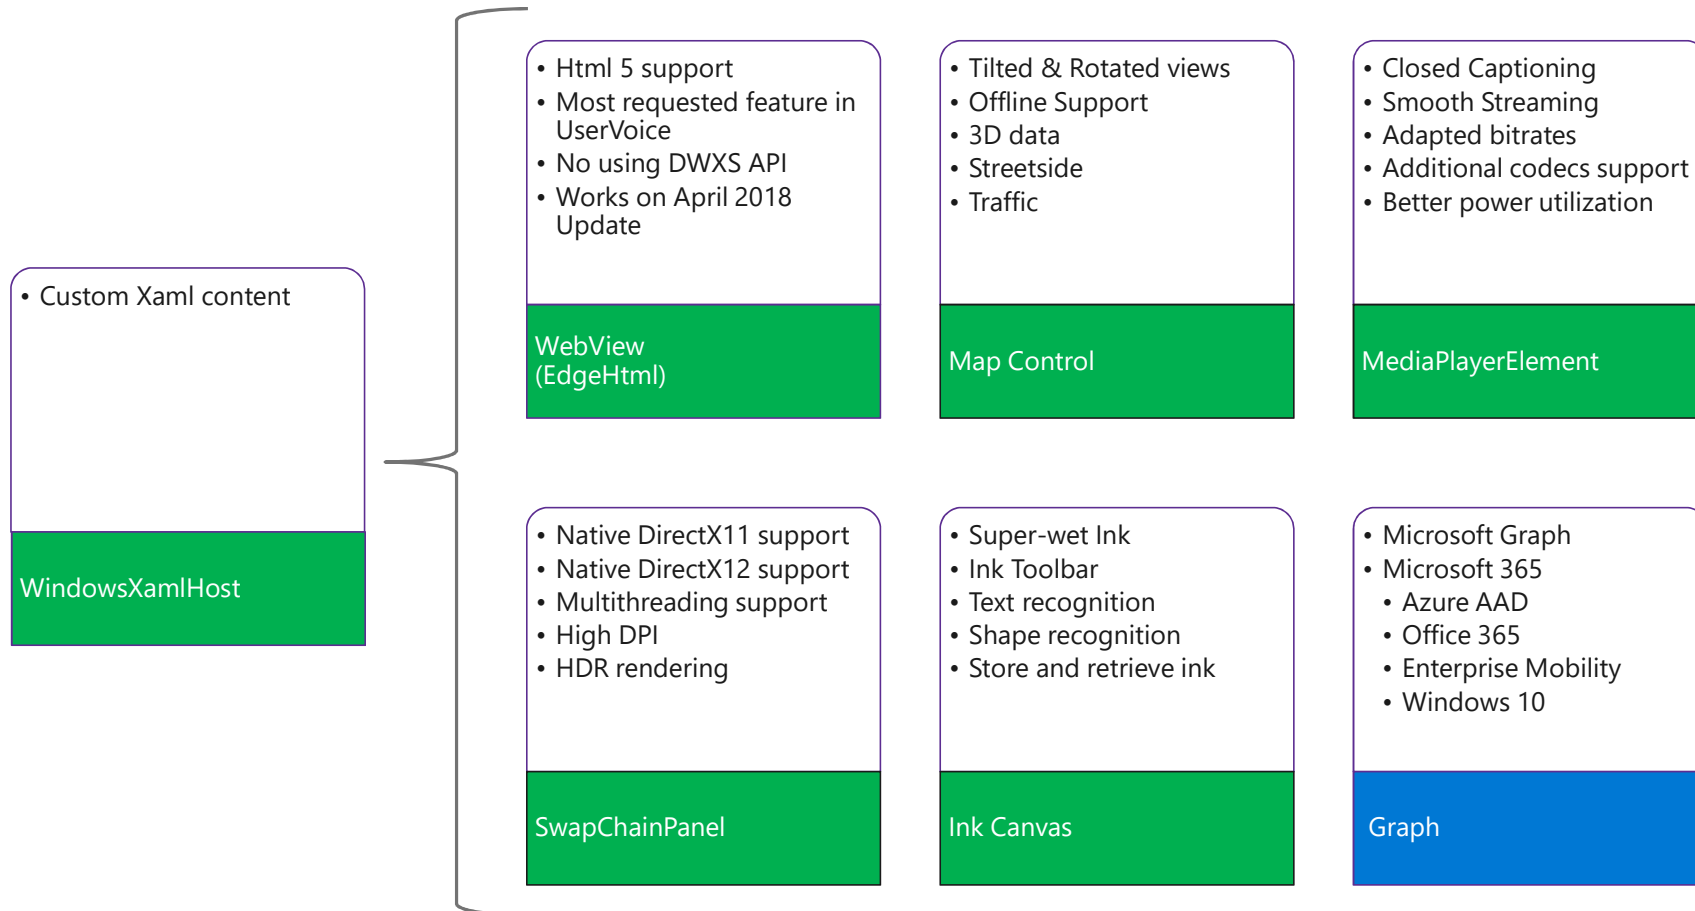 • Custom Xaml content
WindowsXamlHost
• Html 5 support
• Most requested feature in
UserVoice
• No using DWXS API
• Works on April 2018
Update
WebView
(EdgeHtml)
• Tilted & Rotated views
• Offline Support
• 3D data
• Streetside
• Traffic
Map Control
• Closed Captioning
• Smooth Streaming
• Adapted bitrates
• Additional codecs support
• Better power utilization
MediaPlayerElement
• Native DirectX11 support
• Native DirectX12 support
• Multithreading support
• High DPI
• HDR rendering
SwapChainPanel
• Super-wet Ink
• Ink Toolbar
• Text recognition
• Shape recognition
• Store and retrieve ink
Ink Canvas
• Microsoft Graph
• Microsoft 365
• Azure AAD
• Office 365
• Enterprise Mobility
• Windows 10
Graph